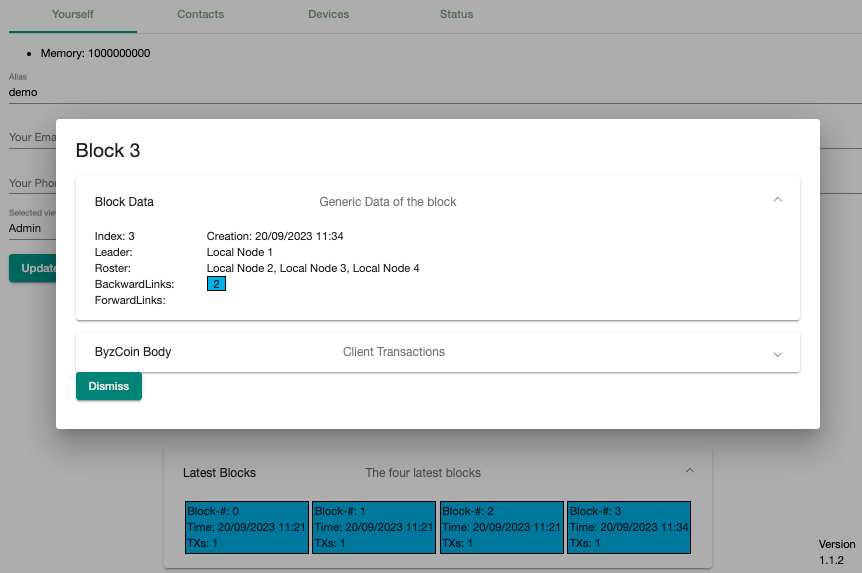 Yourself Contacts Devices Status
Memory: 1000000000
Alias
demo
Your Ema
Your Phon
Selected vie
Admin
Update
Block 3
Block Data Generic Data of the block
Index: 3 Creation: 20/09/2023 11:34
Leader: Local Node 1
Roster: Local Node 2, Local Node 3, Local Node 4
BackwardLinks: 2
ForwardLinks:
ByzCoin Body Client Transactions
Dismiss
Latest Blocks The four latest blocks
Block-#: 0 Block-#: 1 Block-#: 2 Block-#: 3
Time: 20/09/2023 11:21 Time: 20/09/2023 11:21 Time: 20/09/2023 11:21 Time: 20/09/2023 11:34
TXs: 1 TXs: 1 TXs: 1 TXs: 1
Version
1.1.2